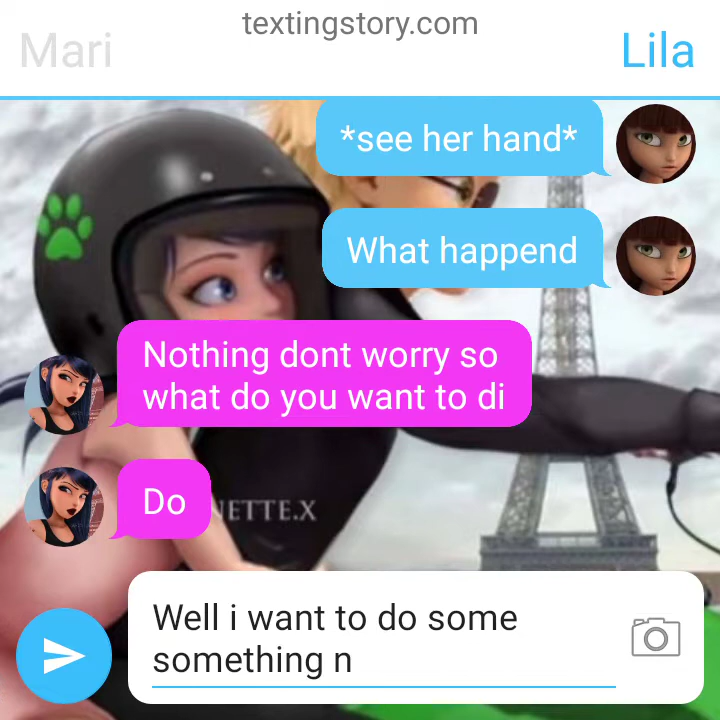 textingstory.com
Mari
Lila
*see her hand*
What happend
Nothing dont worry so
what do you want to di
Do
NETTE.X
Well i want to do some
something n